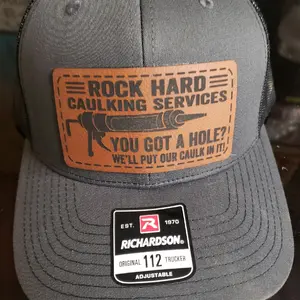 ROCK HARD
CAULKING SERVICES
YOU GOT A HOLE?
WE'LL PUT OUR CAULK IN IT!
EST. R 1970
RICHARDSON®
ORIGINAL 112 TRUCKER
ADJUSTABLE